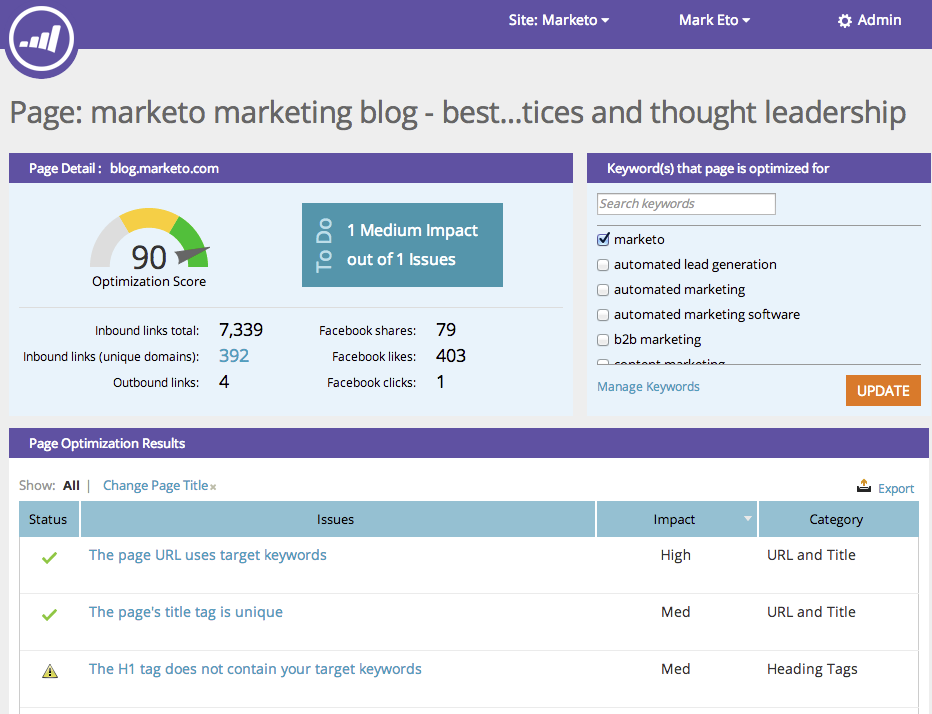 Site: Marketo
Mark Eto
Admin
Page: marketo marketing blog - best...tices and thought leadership
Page Detail : blog.marketo.com
90
Optimization Score
To Do
1 Medium Impact
out of 1 Issues
Inbound links total: 7,339
Inbound links (unique domains): 392
Outbound links: 4
Facebook shares: 79
Facebook likes: 403
Facebook clicks: 1
Keyword(s) that page is optimized for
Search keywords
marketo
automated lead generation
automated marketing
automated marketing software
b2b marketing
content marketing
Manage Keywords
UPDATE
Page Optimization Results
Show: All | Change Page Title x
Export
Status Issues Impact Category
The page URL uses target keywords High URL and Title
The page's title tag is unique Med URL and Title
The H1 tag does not contain your target keywords Med Heading Tags